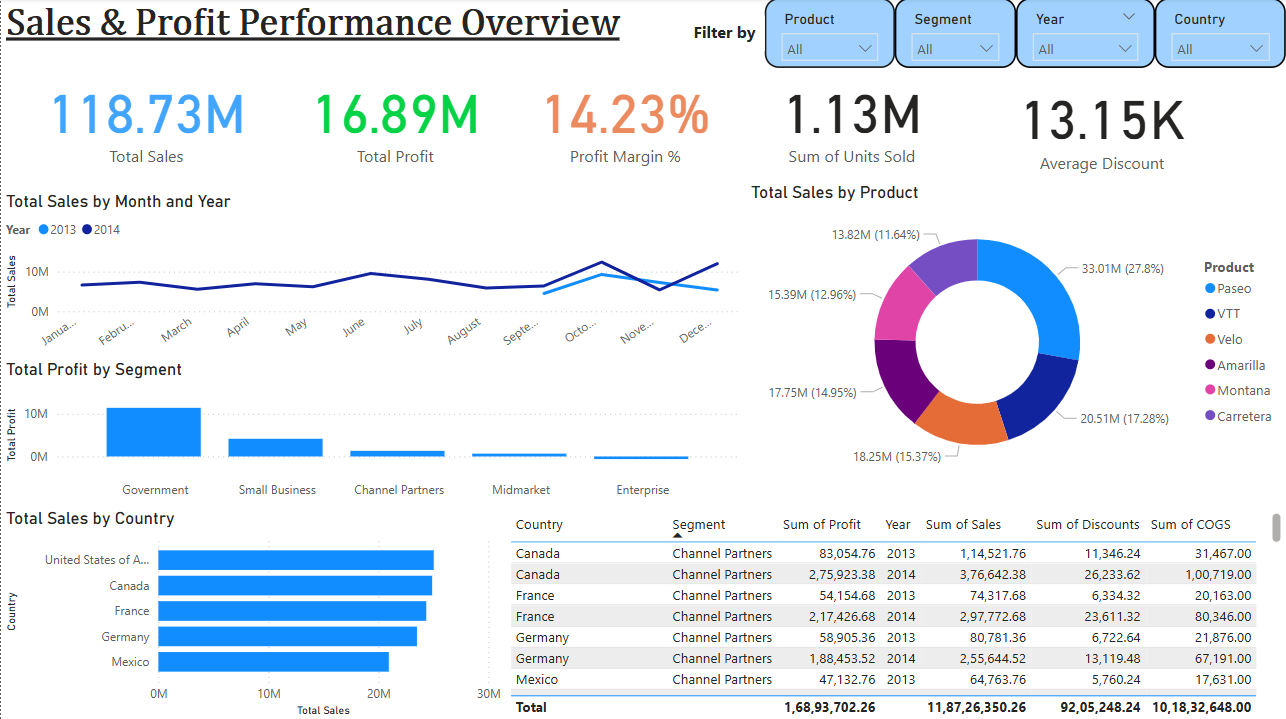 Sales & Profit Performance Overview
Filter by
Product
All
Segment
All
Year
All
Country
All
118.73M
Total Sales
16.89M
Total Profit
14.23%
Profit Margin %
1.13M
Sum of Units Sold
13.15K
Average Discount
Total Sales by Month and Year
Year 2013 2014
Total Sales
10M
0M
Janua...
Febru...
March
April
May
June
July
August
Septe...
Octo...
Nove...
Dece...
Total Sales by Product
13.82M (11.64%)
33.01M (27.8%)
15.39M (12.96%)
17.75M (14.95%)
20.51M (17.28%)
18.25M (15.37%)
Product
Paseo
VTT
Velo
Amarilla
Montana
Carretera
Total Profit by Segment
Total Profit
10M
0M
Government Small Business Channel Partners Midmarket Enterprise
Total Sales by Country
Country
United States of A...
Canada
France
Germany
Mexico
0M 10M 20M 30M
Total Sales
Country Segment Sum of Profit Year Sum of Sales Sum of Discounts Sum of COGS
Canada Channel Partners 83,054.76 2013 1,14,521.76 11,346.24 31,467.00
Canada Channel Partners 2,75,923.38 2014 3,76,642.38 26,233.62 1,00,719.00
France Channel Partners 54,154.68 2013 74,317.68 6,334.32 20,163.00
France Channel Partners 2,17,426.68 2014 2,97,772.68 23,611.32 80,346.00
Germany Channel Partners 58,905.36 2013 80,781.36 6,722.64 21,876.00
Germany Channel Partners 1,88,453.52 2014 2,55,644.52 13,119.48 67,191.00
Mexico Channel Partners 47,132.76 2013 64,763.76 5,760.24 17,631.00
Total 1,68,93,702.26 11,87,26,350.26 92,05,248.24 10,18,32,648.00